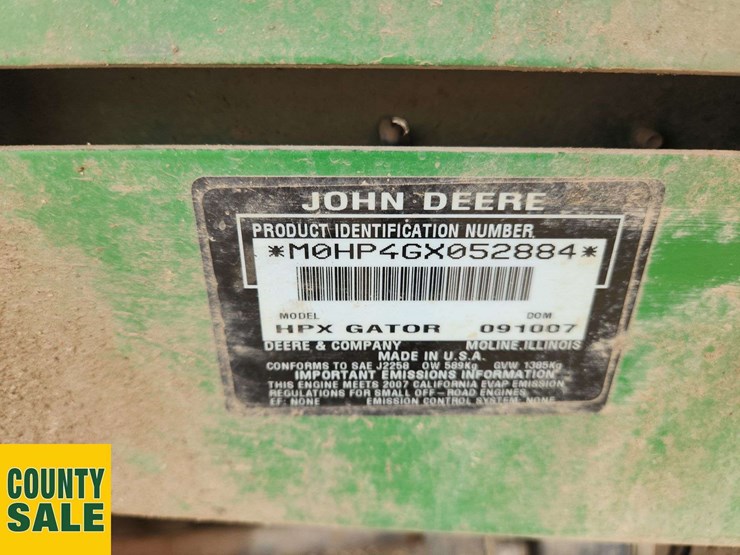 JOHN DEERE
PRODUCT IDENTIFICATION NUMBER
*M0HP4GX052884*
MODEL DOM
HPX GATOR 091007
DEERE & COMPANY MOLINE, ILLINOIS
MADE IN U.S.A.
CONFORMS TO SAE J2258 OW 589Kg GVW 1385Kg
IMPORTANT EMISSIONS INFORMATION
THIS ENGINE MEETS 2007 CALIFORNIA EVAP EMISSION
REGULATIONS FOR SMALL OFF-ROAD ENGINES
EF: NONE EMISSION CONTROL SYSTEM: NONE
COUNTY
SALE